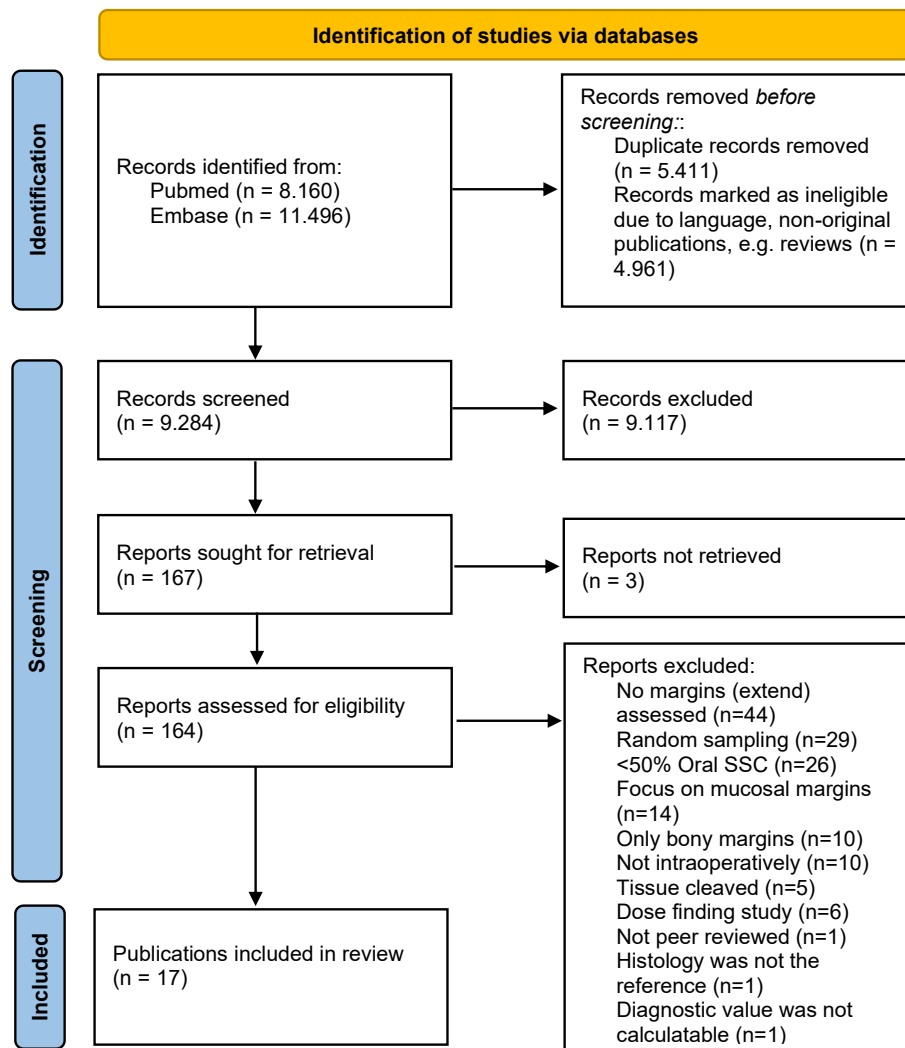 Identification of studies via databases
Identification
Records identified from:
Pubmed (n = 8.160)
Embase (n = 11.496)
Records removed before
screening::
Duplicate records removed
(n = 5.411)
Records marked as ineligible
due to language, non-original
publications, e.g. reviews (n =
4.961)
Screening
Records screened
(n = 9.284)
Records excluded
(n = 9.117)
Reports sought for retrieval
(n = 167)
Reports not retrieved
(n = 3)
Reports assessed for eligibility
(n = 164)
Reports excluded:
No margins (extend)
assessed (n=44)
Random sampling (n=29)
<50% Oral SSC (n=26)
Focus on mucosal margins
(n=14)
Only bony margins (n=10)
Not intraoperatively (n=10)
Tissue cleaved (n=5)
Dose finding study (n=6)
Not peer reviewed (n=1)
Histology was not the
reference (n=1)
Diagnostic value was not
calculatable (n=1)
Included
Publications included in review
(n = 17)